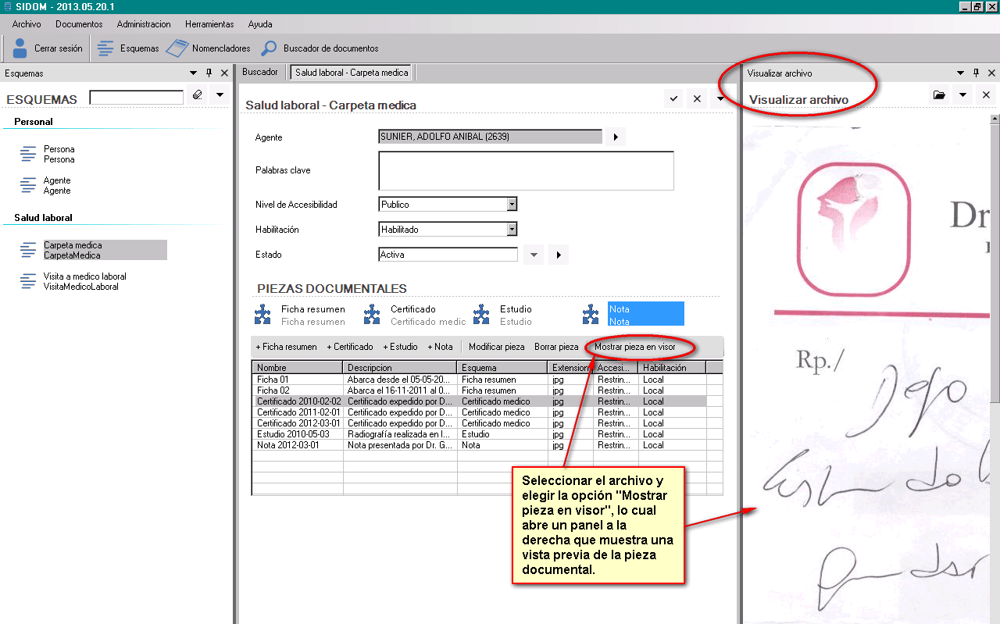 SIDOM - 2013.05.20.1
Archivo Documentos Administracion Herramientas Ayuda
Cerrar sesión Esquemas Nomencladores Buscador de documentos
Esquemas
ESQUEMAS
Personal
Persona
Persona
Agente
Agente
Salud laboral
Carpeta medica
CarpetaMedica
Visita a medico laboral
VisitaMedicoLaboral
Buscador Salud laboral - Carpeta medica
Salud laboral - Carpeta medica
Agente SUNIER, ADOLFO ANIBAL (2639)
Palabras clave
Nivel de Accesibilidad Publico
Habilitación Habilitado
Estado Activa
PIEZAS DOCUMENTALES
Ficha resumen Certificado Estudio Nota
Ficha resumen Certificado medic Estudio Nota
+ Ficha resumen + Certificado + Estudio + Nota Modificar pieza Borrar pieza Mostrar pieza en visor
Nombre Descripcion Esquema Extension Accesi... Habilitación
Ficha 01 Abarca desde el 05-05-20... Ficha resumen jpg Restrin... Local
Ficha 02 Abarca el 16-11-2011 al 0... Ficha resumen jpg Restrin... Local
Certificado 2010-02-02 Certificado expedido por D... Certificado medico jpg Restrin... Local
Certificado 2011-02-01 Certificado expedido por D... Certificado medico jpg Restrin... Local
Certificado 2012-03-01 Certificado expedido por D... Certificado medico jpg Restrin... Local
Estudio 2010-05-03 Radiografía realizada en I... Estudio jpg Restrin... Local
Nota 2012-03-01 Nota presentada por Dr. G... Nota jpg Restrin... Local
Seleccionar el archivo y
elegir la opción "Mostrar
pieza en visor", lo cual
abre un panel a la
derecha que muestra una
vista previa de la pieza
documental.
Visualizar archivo
Visualizar archivo
Dr
Rp./